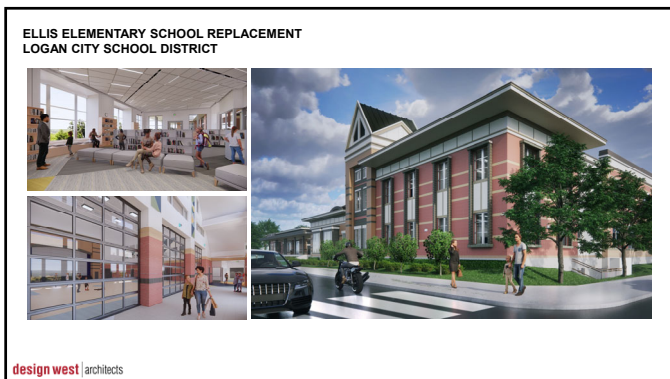 ELLIS ELEMENTARY SCHOOL REPLACEMENT
LOGAN CITY SCHOOL DISTRICT
design west | architects